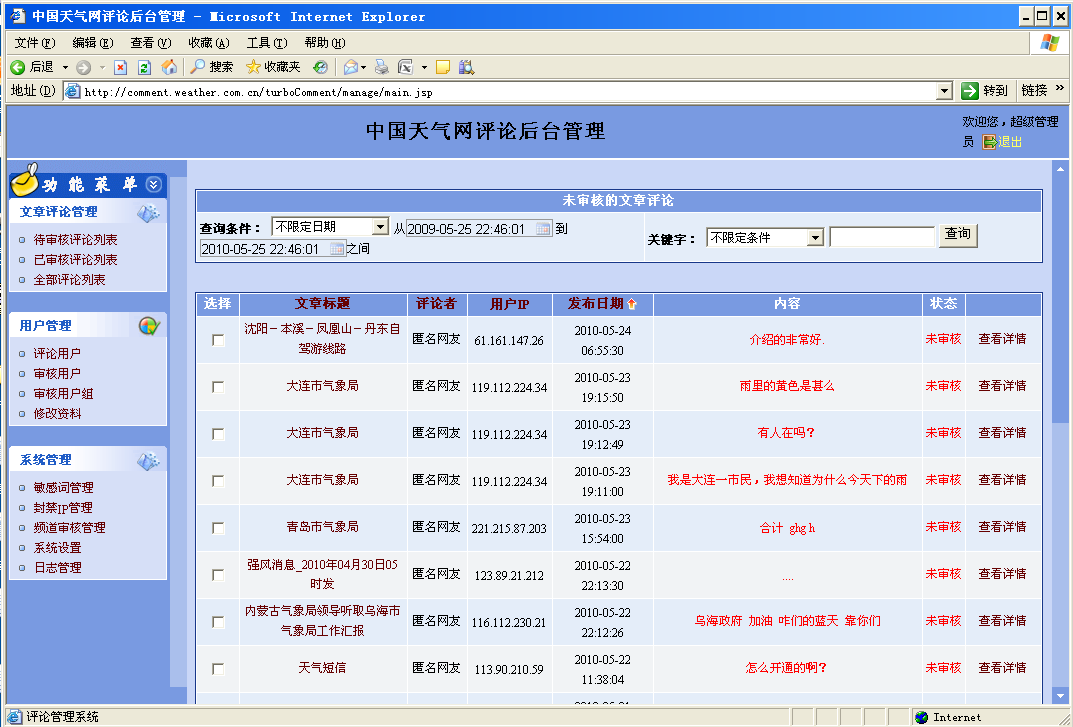 中国天气网评论后台管理 - Microsoft Internet Explorer
文件(F) 编辑(E) 查看(V) 收藏(A) 工具(T) 帮助(H)
后退 搜索 收藏夹
地址(D) http://comment.weather.com.cn/turboComment/manage/main.jsp 转到 链接 »
中国天气网评论后台管理
欢迎您，超级管理
员 退出
功能菜单
文章评论管理
待审核评论列表
已审核评论列表
全部评论列表
用户管理
评论用户
审核用户
审核用户组
修改资料
系统管理
敏感词管理
封禁IP管理
频道审核管理
系统设置
日志管理
未审核的文章评论
查询条件： 不限定日期 从 2009-05-25 22:46:01 到
2010-05-25 22:46:01 之间
关键字： 不限定条件 查询
选择 文章标题 评论者 用户IP 发布日期 内容 状态
沈阳－本溪－凤凰山－丹东自
驾游线路 匿名网友 61.161.147.26 2010-05-24
06:55:30 介绍的非常好. 未审核 查看详情
大连市气象局 匿名网友 119.112.224.34 2010-05-23
19:15:50 雨里的黄色是甚么 未审核 查看详情
大连市气象局 匿名网友 119.112.224.34 2010-05-23
19:12:49 有人在吗? 未审核 查看详情
大连市气象局 匿名网友 119.112.224.34 2010-05-23
19:11:00 我是大连一市民，我想知道为什么今天下的雨 未审核 查看详情
青岛市气象局 匿名网友 221.215.87.203 2010-05-23
15:54:00 合计 ghg h 未审核 查看详情
强风消息_2010年04月30日05
时发 匿名网友 123.89.21.212 2010-05-22
22:13:30 .... 未审核 查看详情
内蒙古气象局领导听取乌海市
气象局工作汇报 匿名网友 116.112.230.21 2010-05-22
22:12:26 乌海政府 加油 咋们的蓝天 靠你们 未审核 查看详情
天气短信 匿名网友 113.90.210.59 2010-05-22
11:38:04 怎么开通的啊? 未审核 查看详情
评论管理系统 Internet